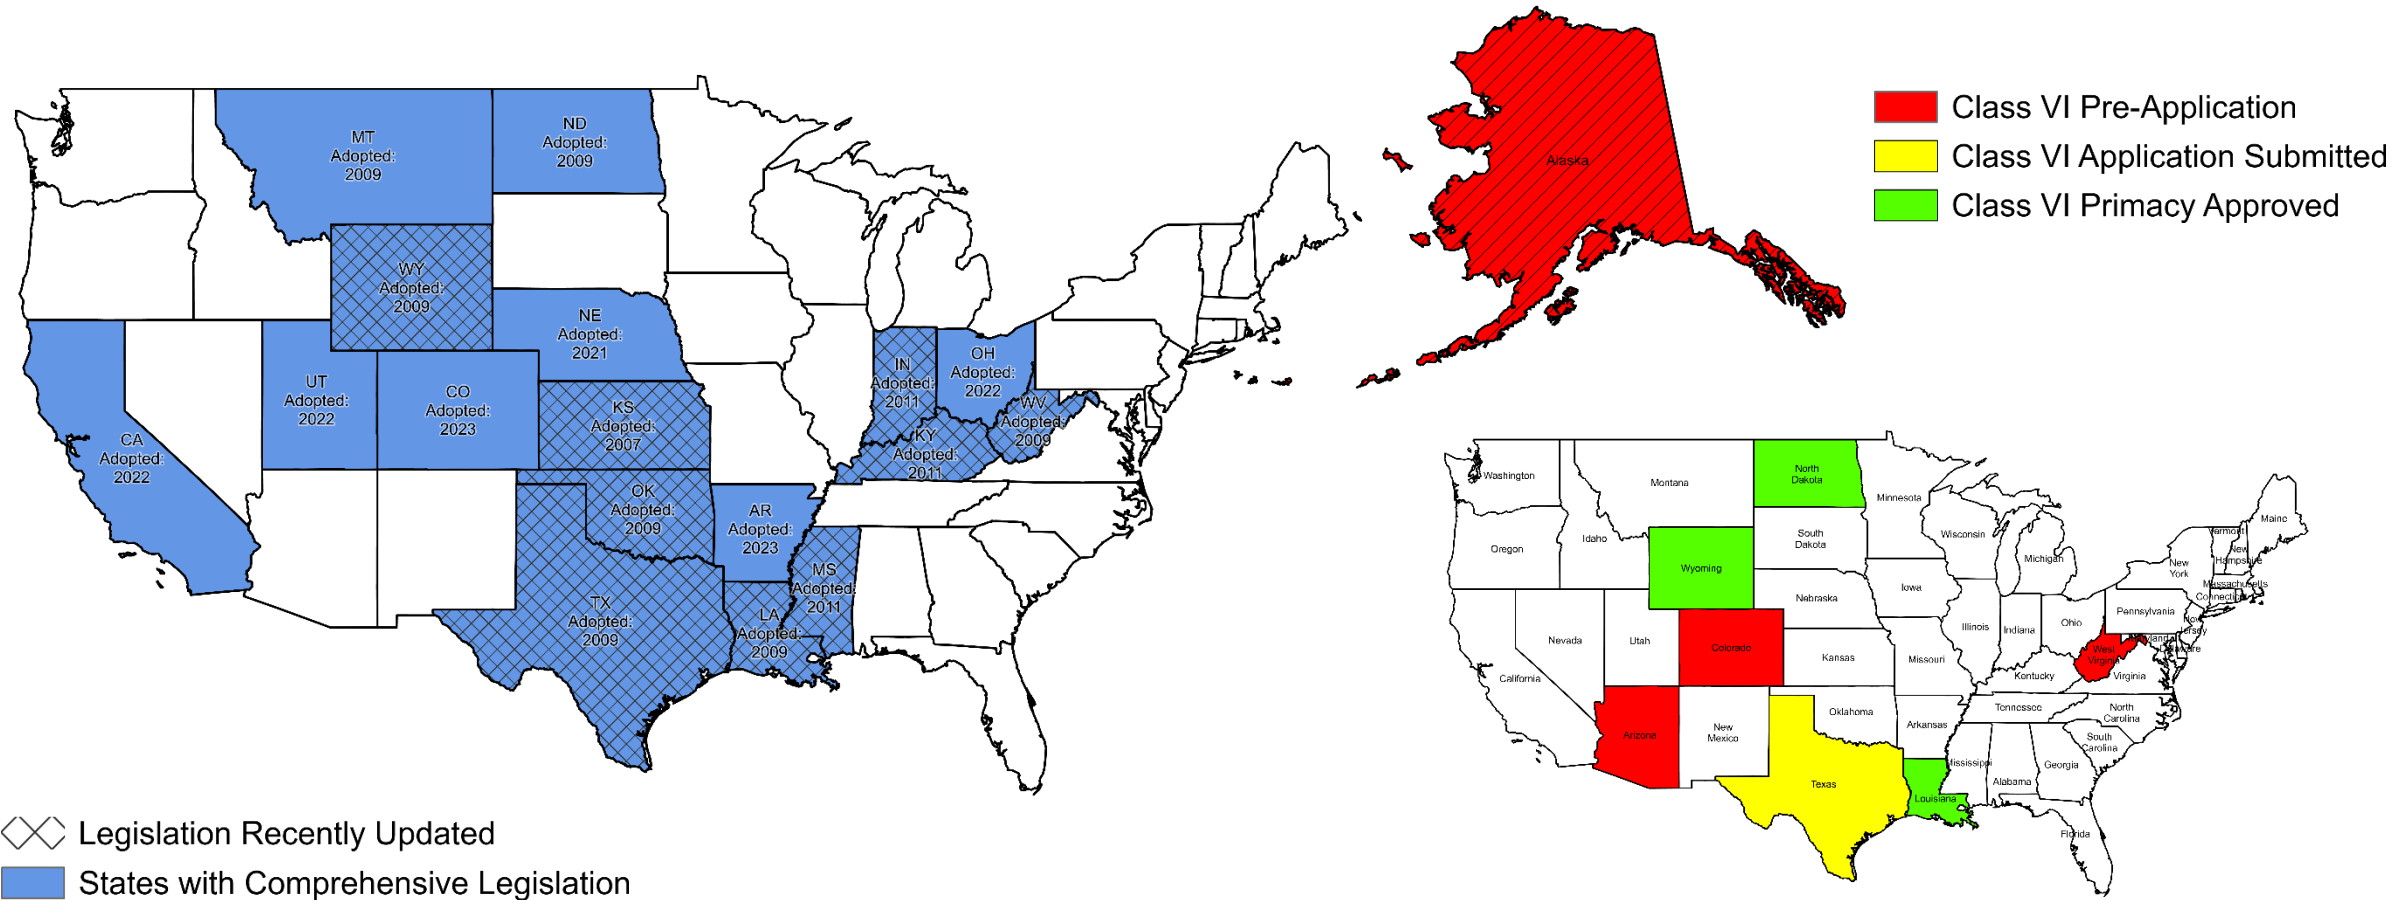 MT
Adopted:
2009
ND
Adopted:
2009
WY
Adopted:
2009
NE
Adopted:
2021
UT
Adopted:
2022
CO
Adopted:
2023
KS
Adopted:
2007
CA
Adopted:
2022
IN
Adopted:
2011
OH
Adopted:
2022
WV
Adopted:
2009
KY
Adopted:
2011
OK
Adopted:
2009
AR
Adopted:
2023
MS
Adopted:
2011
TX
Adopted:
2009
LA
Adopted:
2009
Legislation Recently Updated
States with Comprehensive Legislation
Alaska
Class VI Pre-Application
Class VI Application Submitted
Class VI Primacy Approved
Washington
Montana
North
Dakota
Minnesota
Oregon
Idaho
South
Dakota
Wisconsin
Michigan
Maine
Vermont
New
Hampshire
New
York
Massachusetts
Connecticut
Wyoming
Iowa
Nebraska
Pennsylvania
New
Jersey
Illinois
Indiana
Ohio
Maryland
Delaware
Nevada
Utah
Colorado
Kansas
Missouri
West
Virginia
Virginia
Kentucky
California
Arizona
New
Mexico
Oklahoma
Arkansas
Tennessee
North
Carolina
South
Carolina
Mississippi
Alabama
Georgia
Texas
Louisiana
Florida